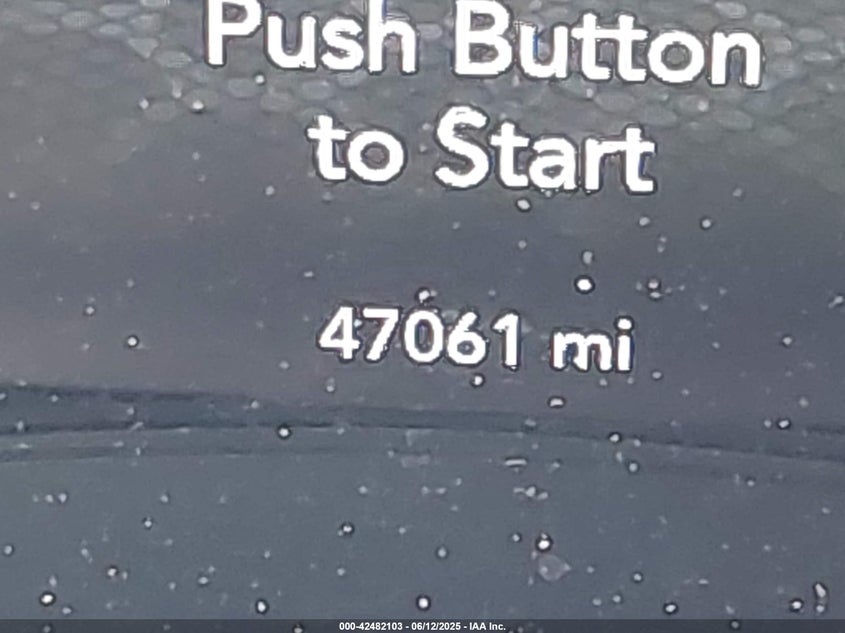 Push Button
to Start
47061 mi
000-42482103 - 06/12/2025 - IAA Inc.